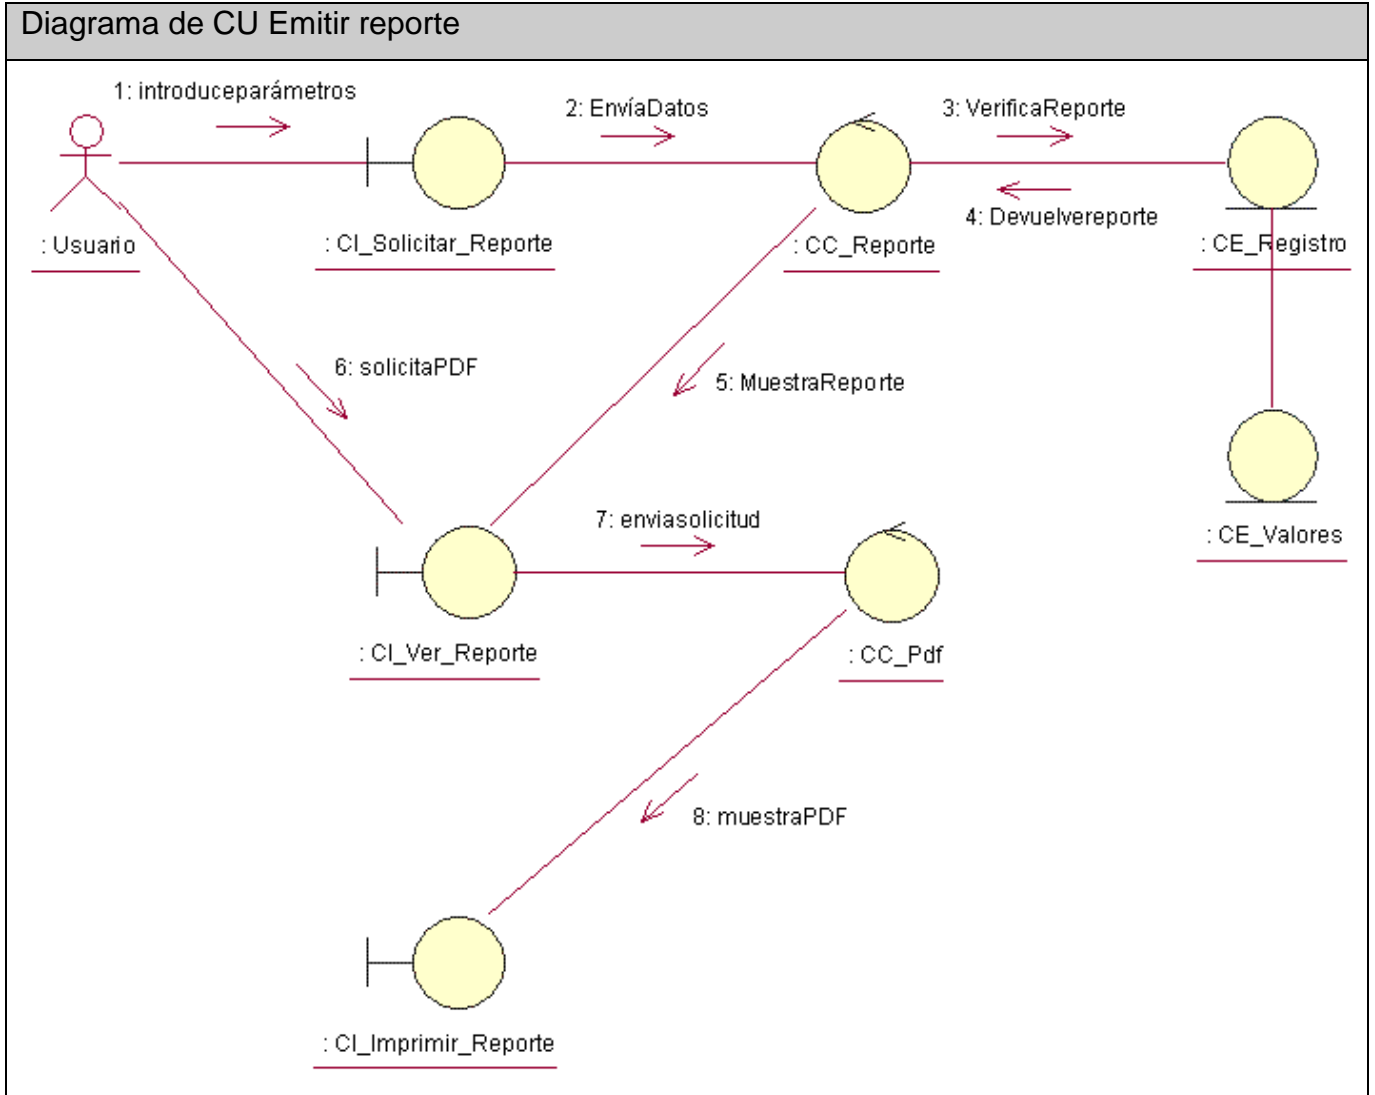 Diagrama de CU Emitir reporte
1: introduceparámetros
2: EnvíaDatos
3: VerificaReporte
4: Devuelvereporte
: Usuario
: CI_Solicitar_Reporte
: CC_Reporte
: CE_Registro
6: solicitaPDF
5: MuestraReporte
7: enviasolicitud
: CE_Valores
: CI_Ver_Reporte
: CC_Pdf
8: muestraPDF
: CI_Imprimir_Reporte